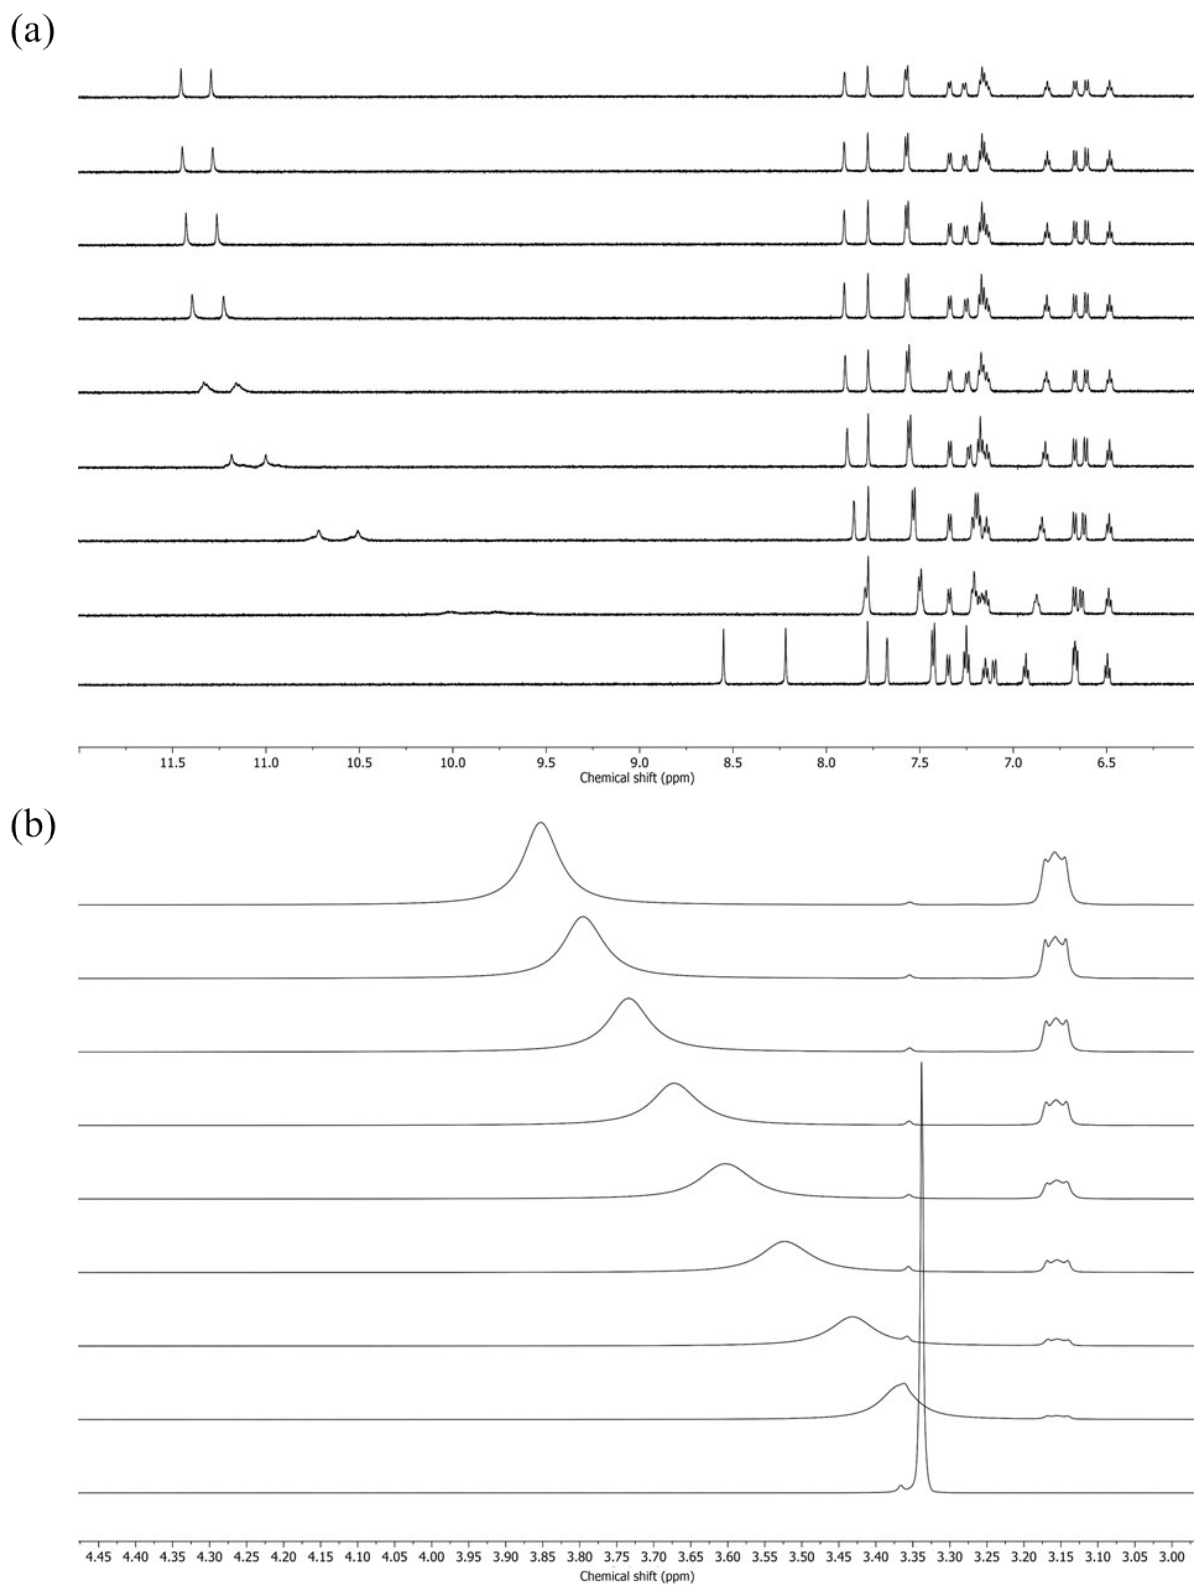 (a)
11.5 11.0 10.5 10.0 9.5 9.0 8.5 8.0 7.5 7.0 6.5
Chemical shift (ppm)
(b)
4.45 4.35 4.30 4.25 4.20 4.15 4.10 4.05 4.00 3.95 3.90 3.85 3.80 3.75 3.70 3.65 3.60 3.55 3.50 3.45 3.40 3.35 3.30 3.25 3.20 3.15 3.10 3.05 3.00
Chemical shift (ppm)